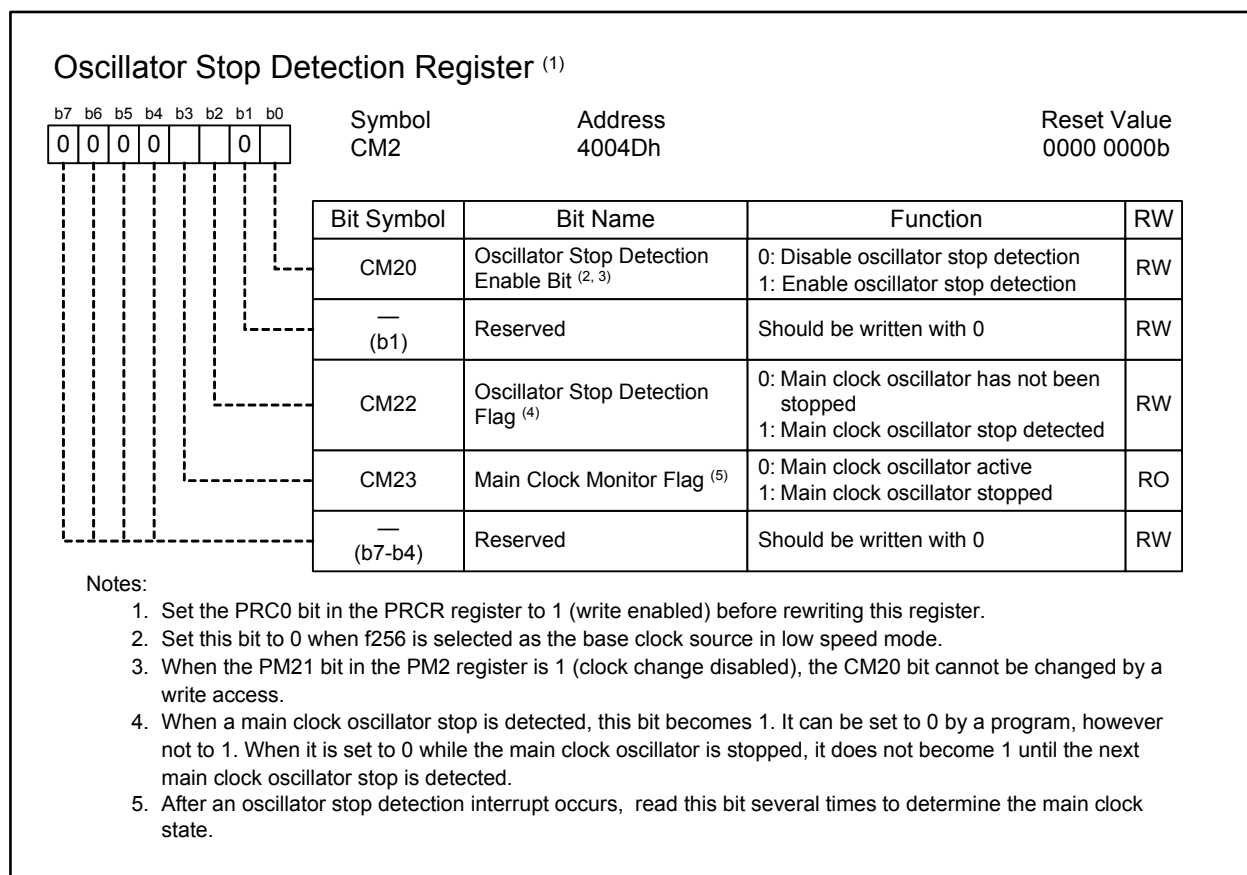 Oscillator Stop Detection Register (1)
b7 b6 b5 b4 b3 b2 b1 b0
0 0 0 0 0
Symbol Address Reset Value
CM2 4004Dh 0000 0000b
Bit Symbol Bit Name Function RW
CM20 Oscillator Stop Detection Enable Bit (2, 3) 0: Disable oscillator stop detection
1: Enable oscillator stop detection RW
— (b1) Reserved Should be written with 0 RW
CM22 Oscillator Stop Detection Flag (4) 0: Main clock oscillator has not been stopped
1: Main clock oscillator stop detected RW
CM23 Main Clock Monitor Flag (5) 0: Main clock oscillator active
1: Main clock oscillator stopped RO
— (b7-b4) Reserved Should be written with 0 RW
Notes:
1. Set the PRC0 bit in the PRCR register to 1 (write enabled) before rewriting this register.
2. Set this bit to 0 when f256 is selected as the base clock source in low speed mode.
3. When the PM21 bit in the PM2 register is 1 (clock change disabled), the CM20 bit cannot be changed by a
write access.
4. When a main clock oscillator stop is detected, this bit becomes 1. It can be set to 0 by a program, however
not to 1. When it is set to 0 while the main clock oscillator is stopped, it does not become 1 until the next
main clock oscillator stop is detected.
5. After an oscillator stop detection interrupt occurs, read this bit several times to determine the main clock
state.